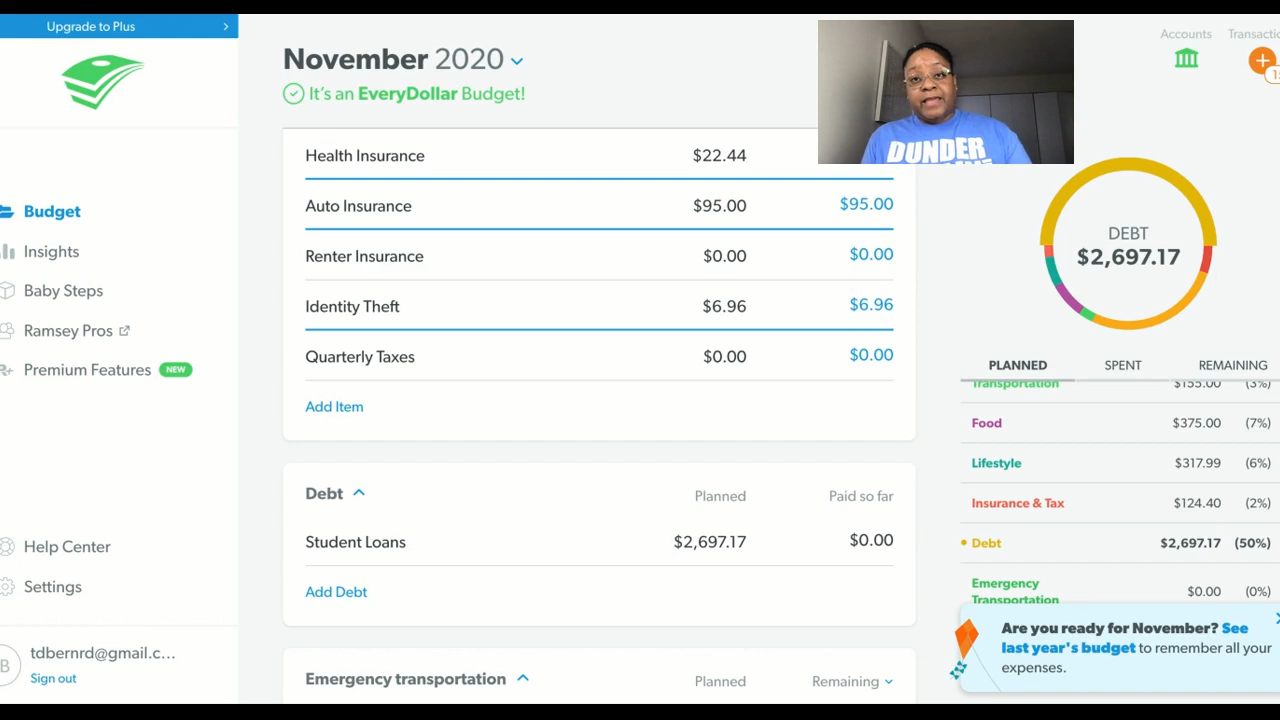 Upgrade to Plus
November 2020
It's an EveryDollar Budget!
Accounts
DUNDER
Budget
Insights
Baby Steps
Ramsey Pros
Premium Features NEW
Help Center
Settings
B
tdbernrd@gmail.c...
Sign out
Health Insurance $22.44
Auto Insurance $95.00 $95.00
Renter Insurance $0.00 $0.00
Identity Theft $6.96 $6.96
Quarterly Taxes $0.00 $0.00
Add Item
Debt Planned Paid so far
Student Loans $2,697.17 $0.00
Add Debt
Emergency transportation Planned Remaining
DEBT
$2,697.17
PLANNED SPENT REMAINING
Transportation $155.00 (3%)
Food $375.00 (7%)
Lifestyle $317.99 (6%)
Insurance & Tax $124.40 (2%)
Debt $2,697.17 (50%)
Emergency
Transportation $0.00 (0%)
Are you ready for November? See
last year's budget to remember all your
expenses.